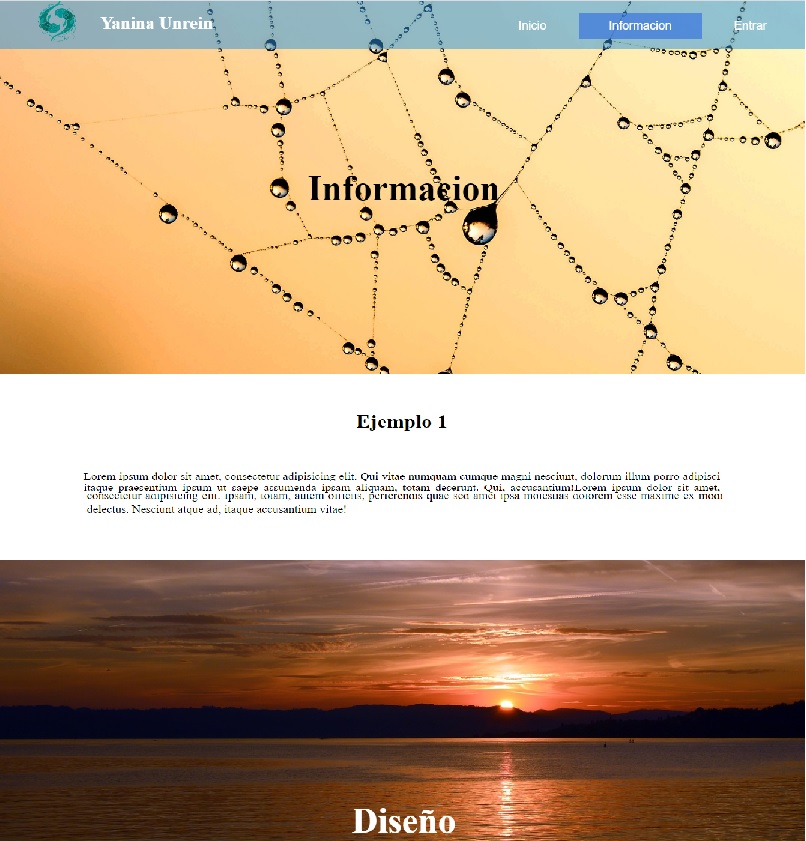 Yanina Unrein
Inicio
Informacion
Entrar
Informacion
Ejemplo 1
Lorem ipsum dolor sit amet, consectetur adipisicing elit. Qui vitae numquam cumque magni nesciunt, dolorum illum porro adipisci
itaque praesentium ipsum ut saepe assumenda ipsam aliquam, totam deserunt. Qui, accusantium!Lorem ipsum dolor sit amet,
consectetur adipisicing elit. Ipsam, totam, autem officiis, perferendis quae sed amet ipsa molestias dolorem esse maxime ex modi
delectus. Nesciunt atque ad, itaque accusantium vitae!
Diseño